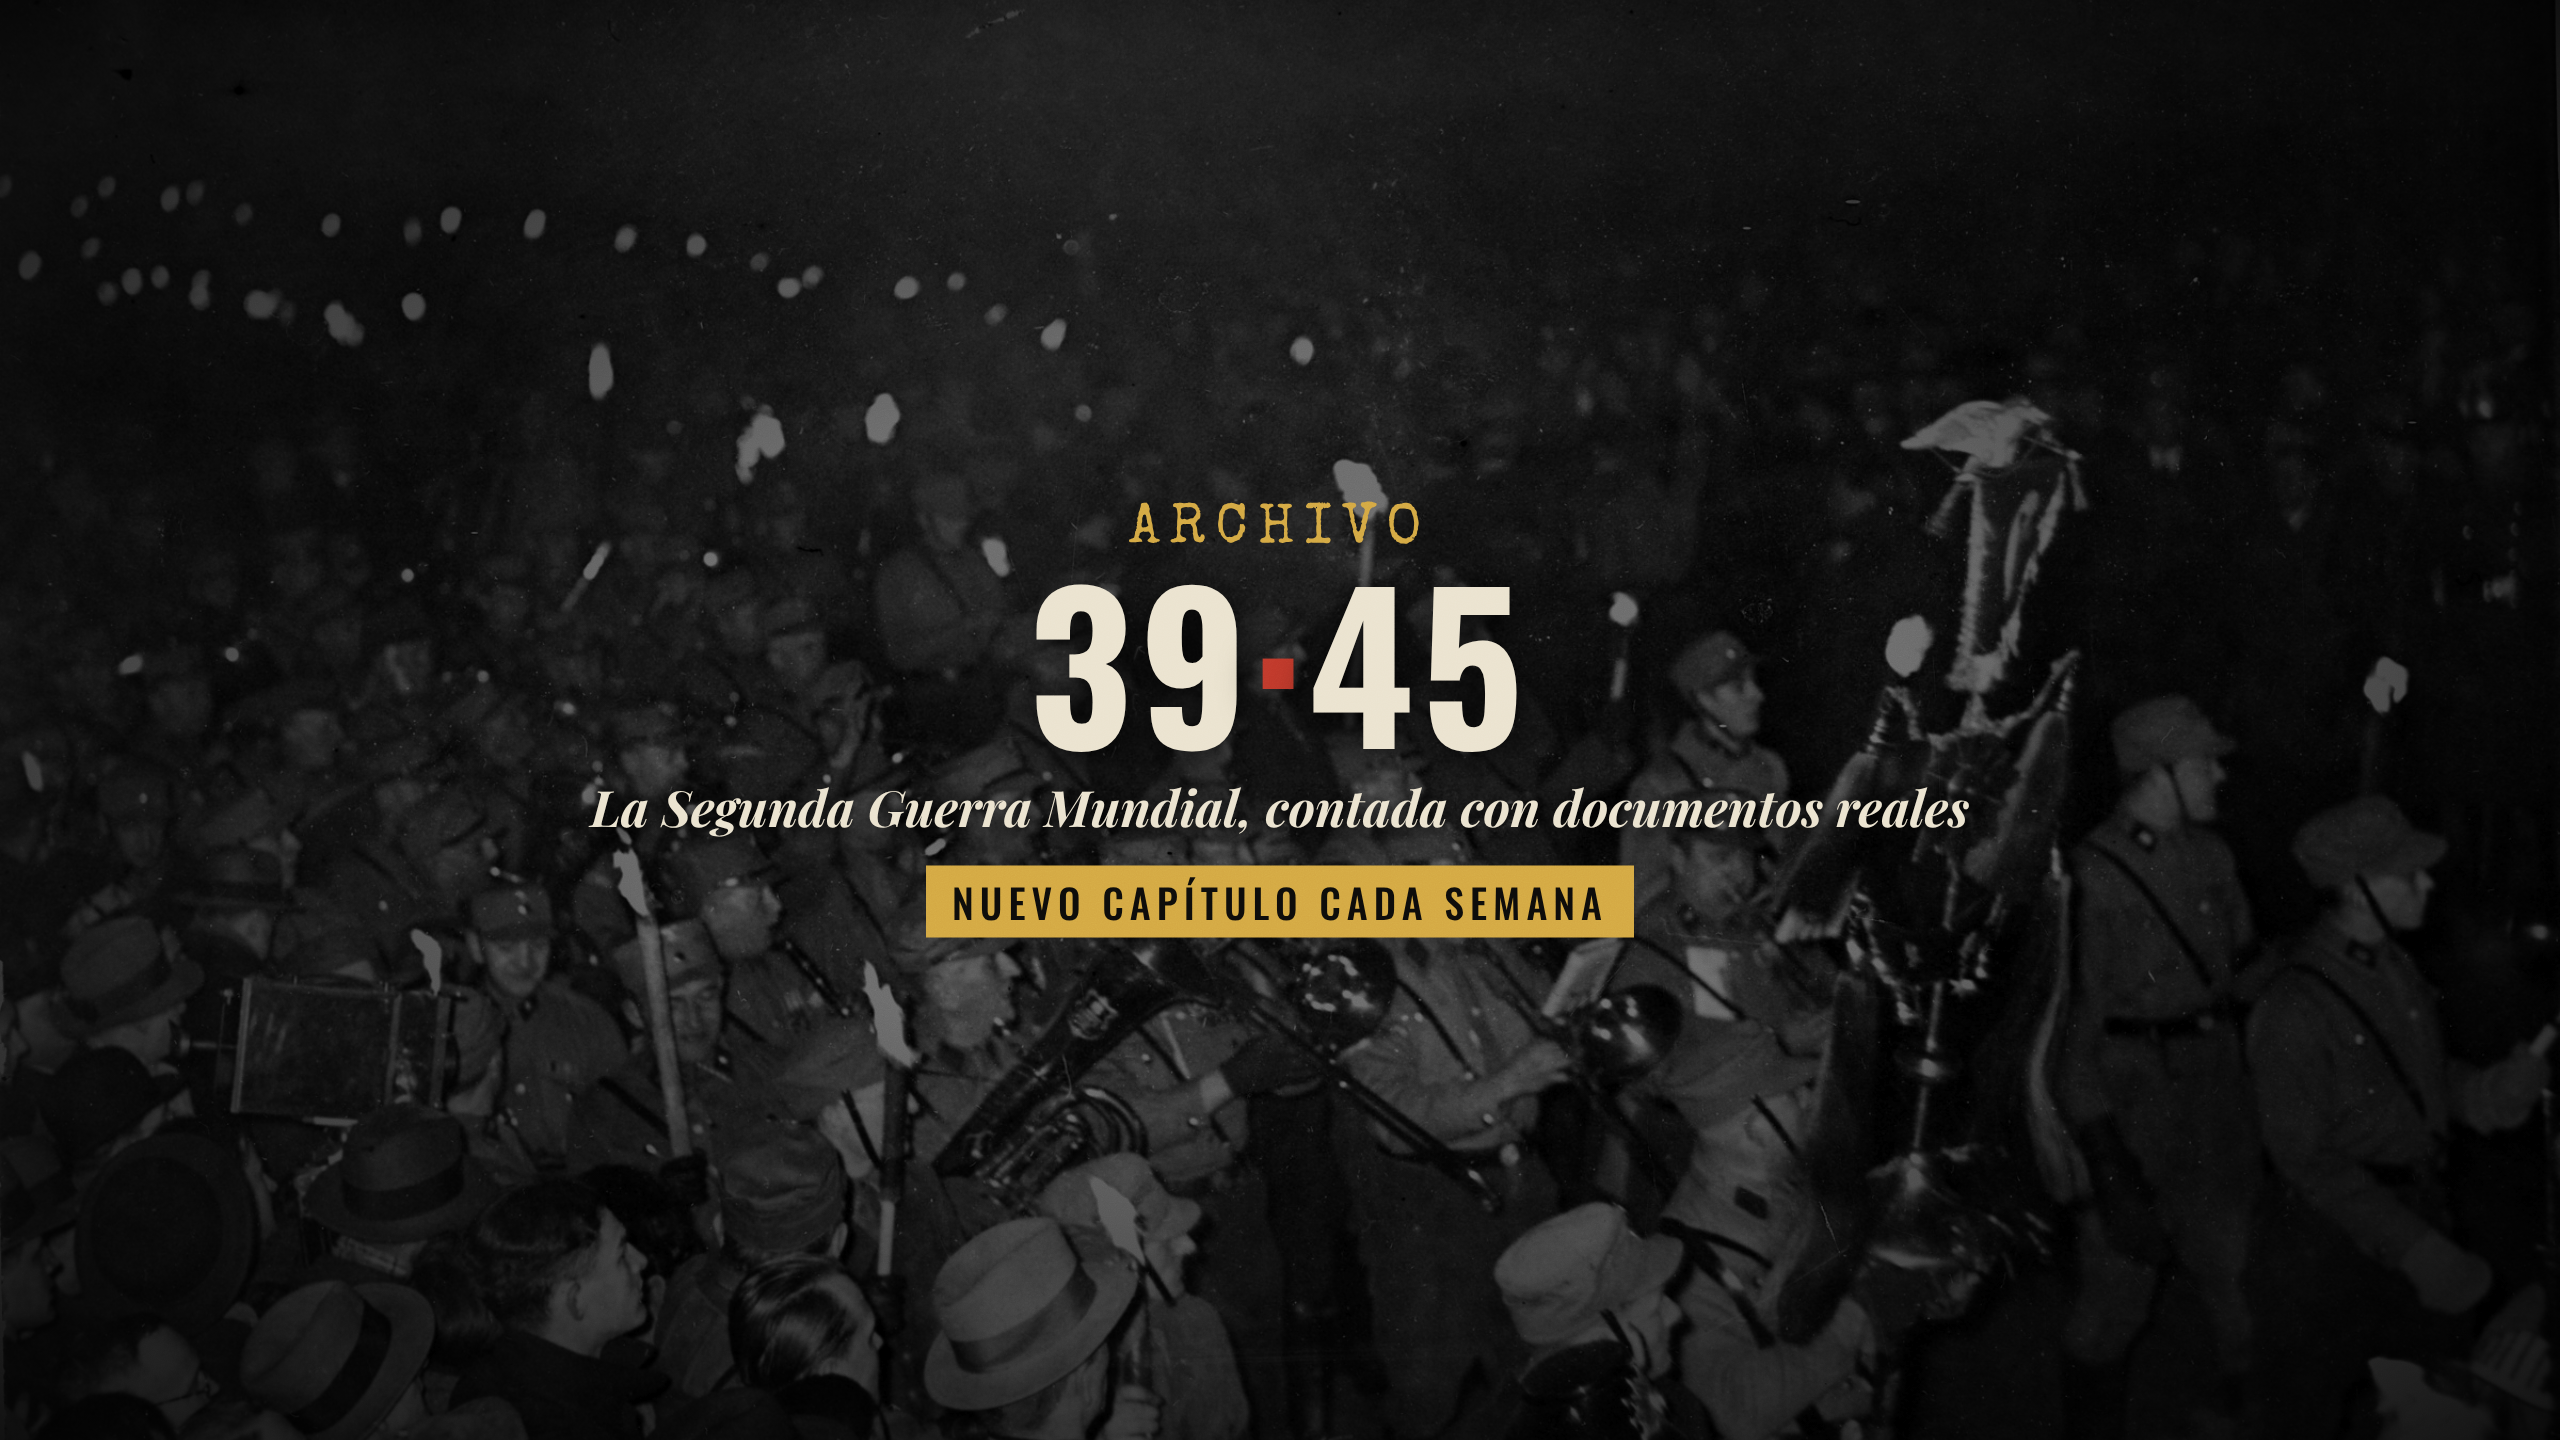 ARCHIVO
39·45
La Segunda Guerra Mundial, contada con documentos reales
NUEVO CAPÍTULO CADA SEMANA